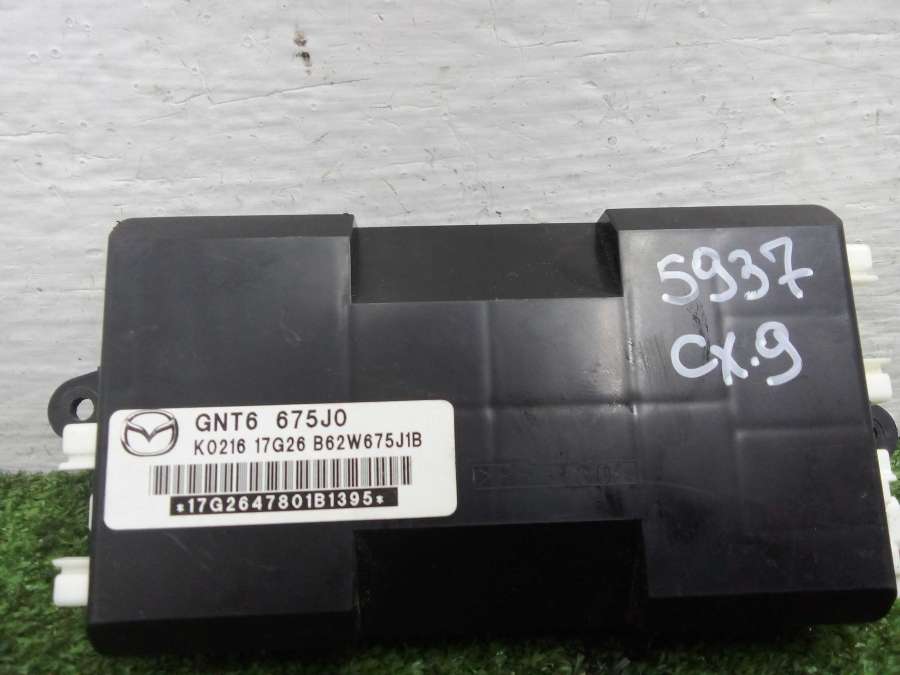 5937
CX.9
GNT6 675J0
K0216 17G26 B62W675J1B
*17G2647801B1395*